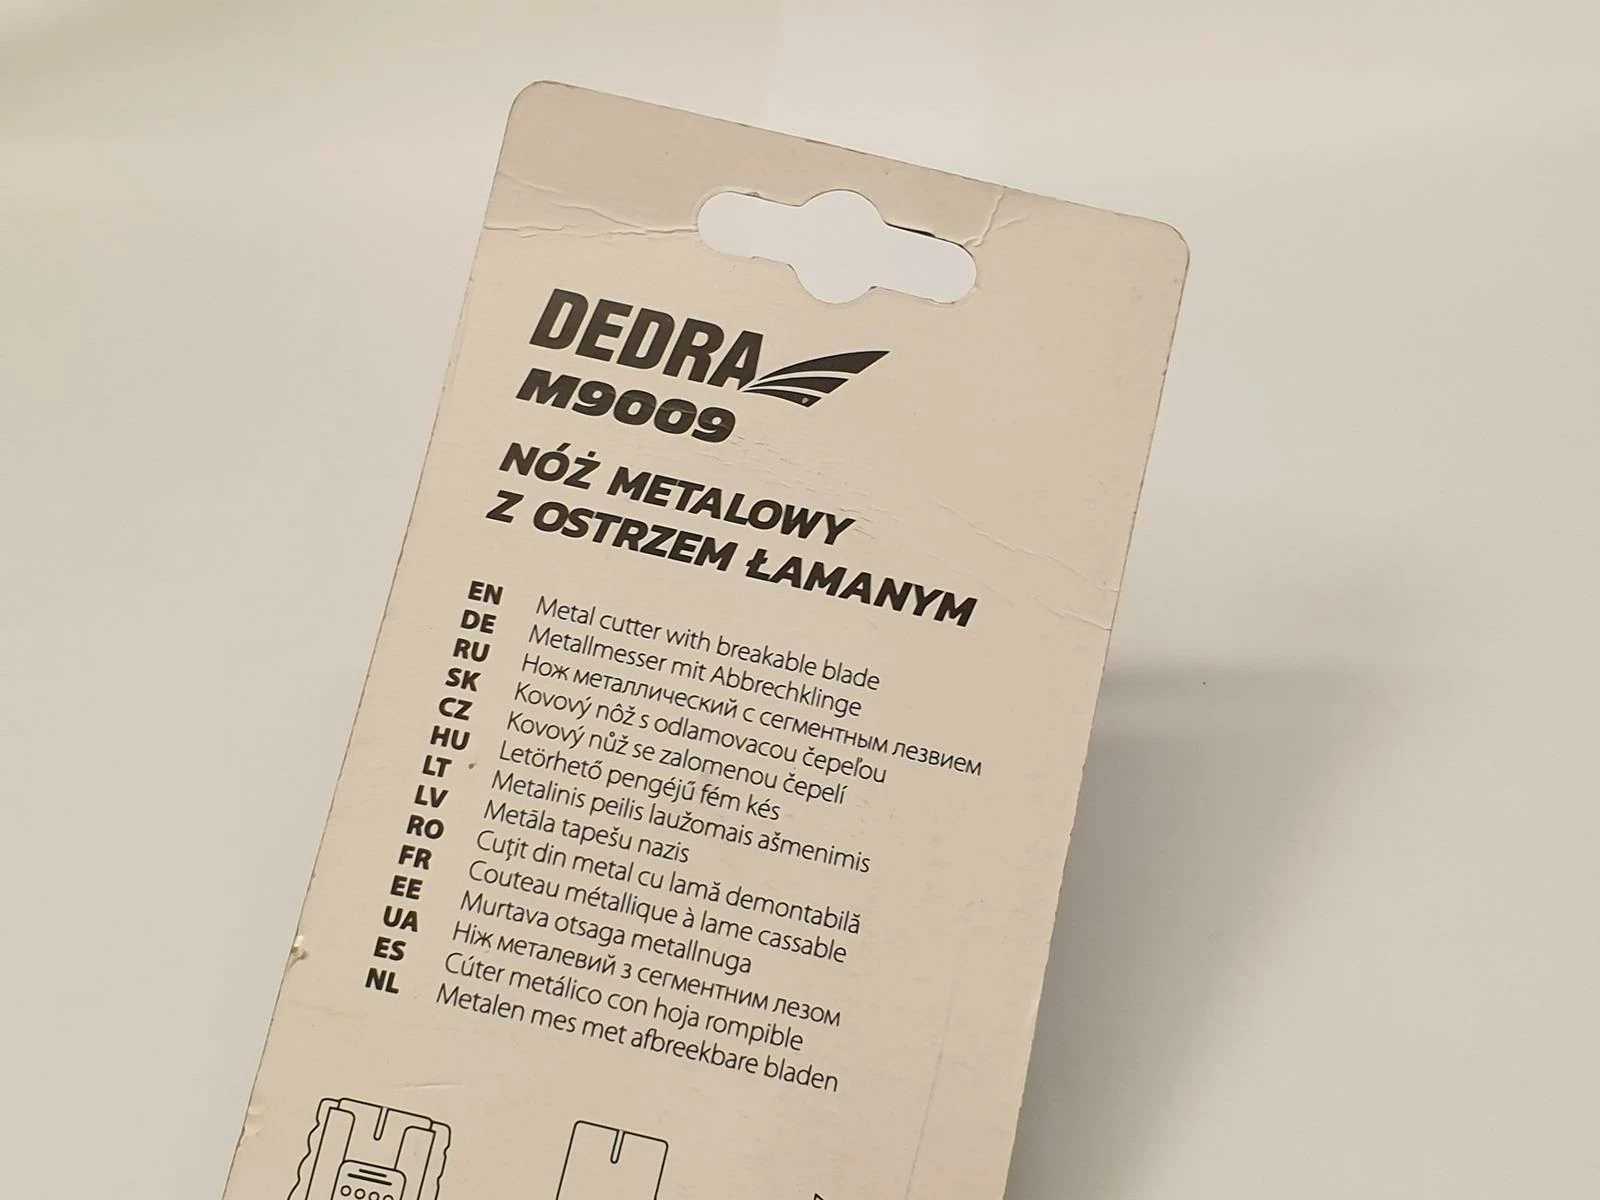 DEDRA
M9009
NÓŻ METALOWY
Z OSTRZEM ŁAMANYM
EN Metal cutter with breakable blade
DE Metallmesser mit Abbrechklinge
RU Нож металлический с сегментным лезвием
SK Kovový nôž s odlamovacou čepeľou
CZ Kovový nůž se zalomenou čepelí
HU Letörhető pengéjű fém kés
LT Metalinis peilis laužomais ašmenimis
LV Metāla tapešu nazis
RO Cuțit din metal cu lamă demontabilă
FR Couteau métallique à lame cassable
EE Murtava otsaga metallnuga
UA Ніж металевий з сегментним лезом
ES Cúter metálico con hoja rompible
NL Metalen mes met afbreekbare bladen